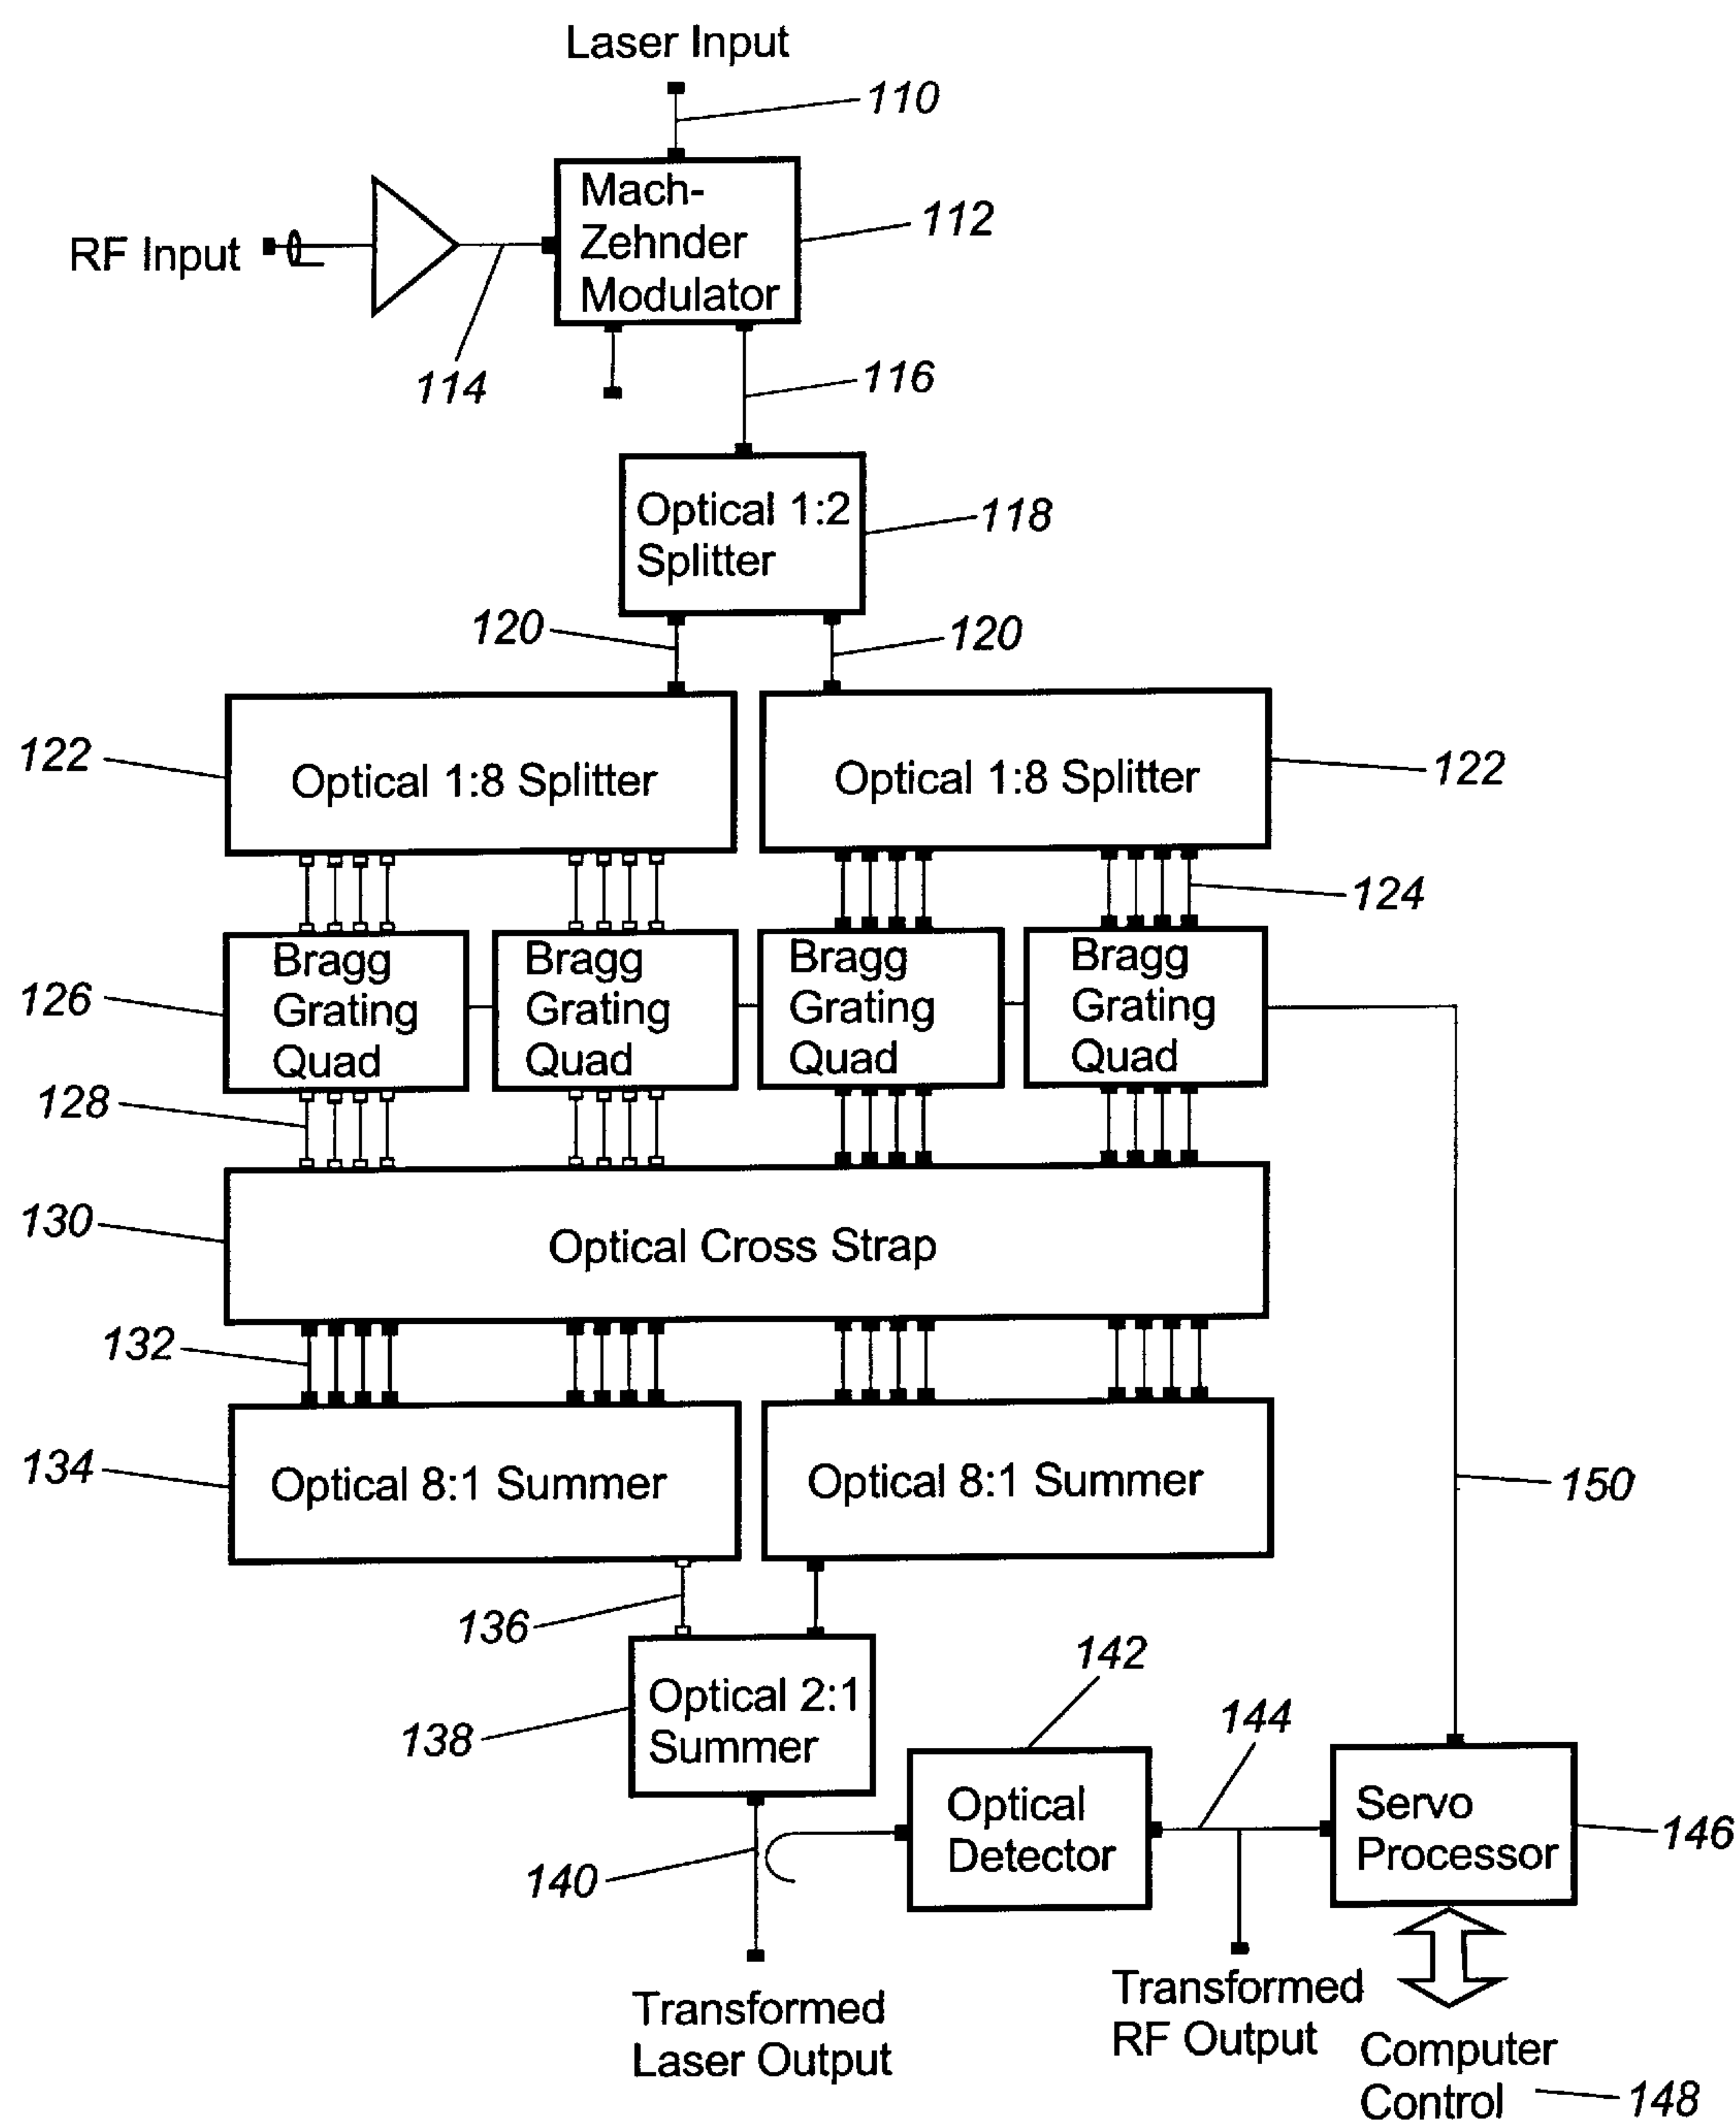 Laser Input
110
Mach-
Zehnder
Modulator
112
RF Input
114
116
Optical 1:2
Splitter
118
120
120
122
Optical 1:8 Splitter
Optical 1:8 Splitter
122
124
126
Bragg
Grating
Quad
Bragg
Grating
Quad
Bragg
Grating
Quad
Bragg
Grating
Quad
128
130
Optical Cross Strap
132
134
Optical 8:1 Summer
Optical 8:1 Summer
150
136
138
Optical 2:1
Summer
142
144
Optical
Detector
Servo
Processor
146
140
Transformed
Laser Output
Transformed
RF Output
Computer
Control
148